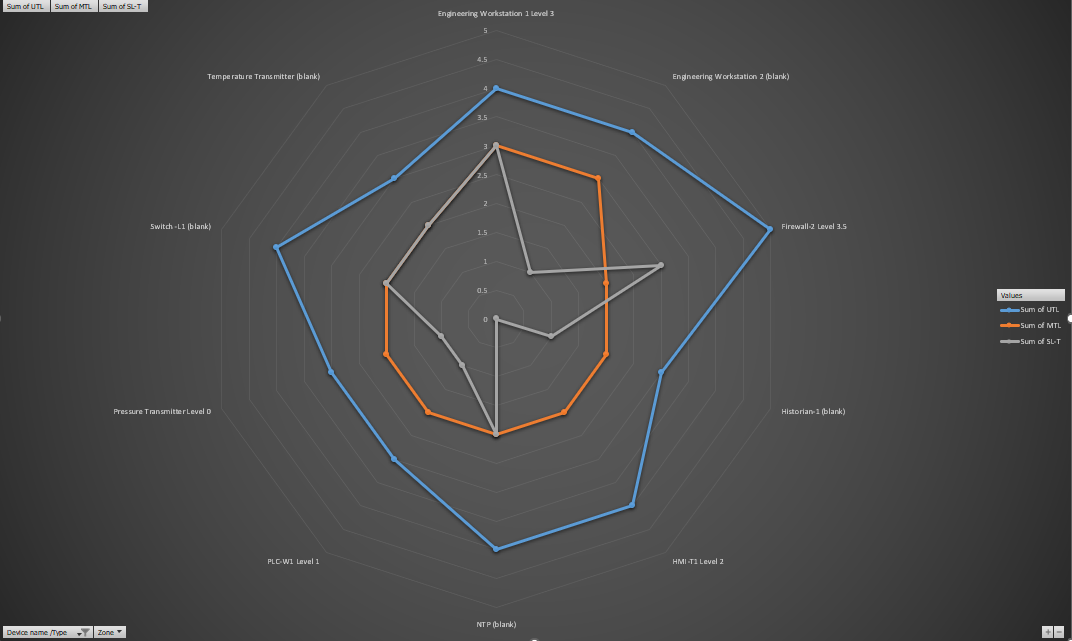 Sum of UTL Sum of MTL Sum of SL-T
Engineering Workstation 1 Level 3
5
4.5
4
3.5
3
2.5
2
1.5
1
0.5
0
Temperature Transmitter (blank)
Engineering Workstation 2 (blank)
Switch -L1 (blank)
Firewall-2 Level 3.5
Pressure Transmitter Level 0
Historian-1 (blank)
PLC-W1 Level 1
HMI-T1 Level 2
NTP (blank)
Values
Sum of UTL
Sum of MTL
Sum of SL-T
Device name /Type Zone
+ −